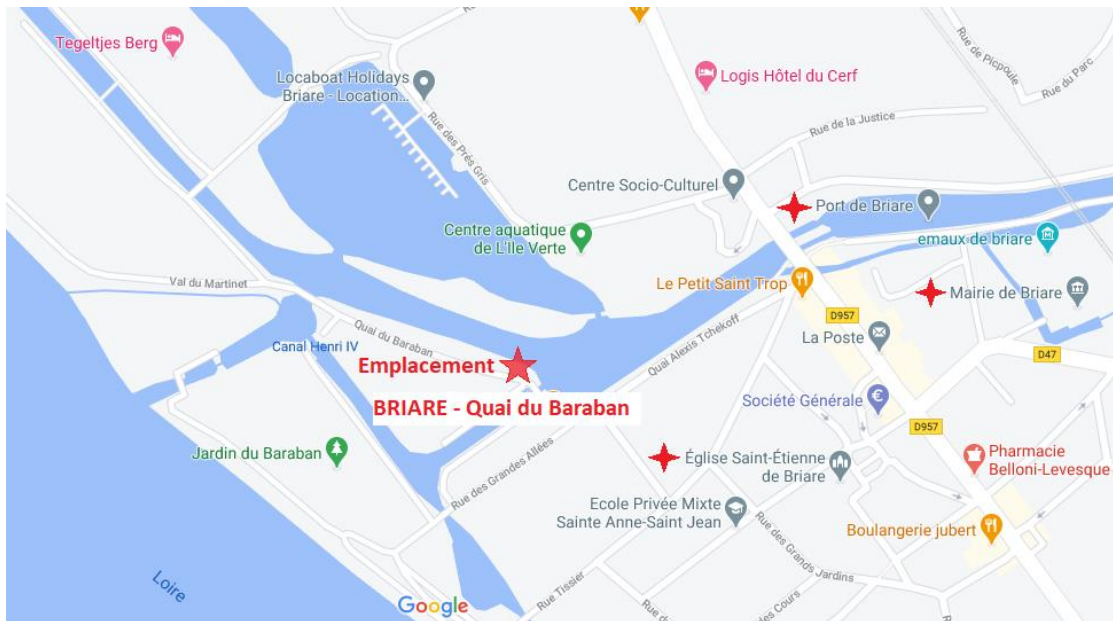 Tegeltjes Berg
Locaboat Holidays
Briare - Location...
Rue des Prés Gris
Logis Hôtel du Cerf
Rue de Picpoule
Rue du Parc
Rue de la Justice
Centre Socio-Culturel
Port de Briare
Centre aquatique
de L'Ile Verte
emaux de briare
Le Petit Saint Trop
Mairie de Briare
Val du Martinet
D957
La Poste
Quai du Baraban
Canal Henri IV
Quai Alexis Tchekoff
D47
Emplacement
BRIARE - Quai du Baraban
Société Générale
D957
Jardin du Baraban
Rue des Grandes Allées
Église Saint-Étienne
de Briare
Pharmacie
Belloni-Levesque
Ecole Privée Mixte
Sainte Anne-Saint Jean
Boulangerie jubert
Rue des Grands Jardins
Loire
Google
Rue Tissier
des Cours